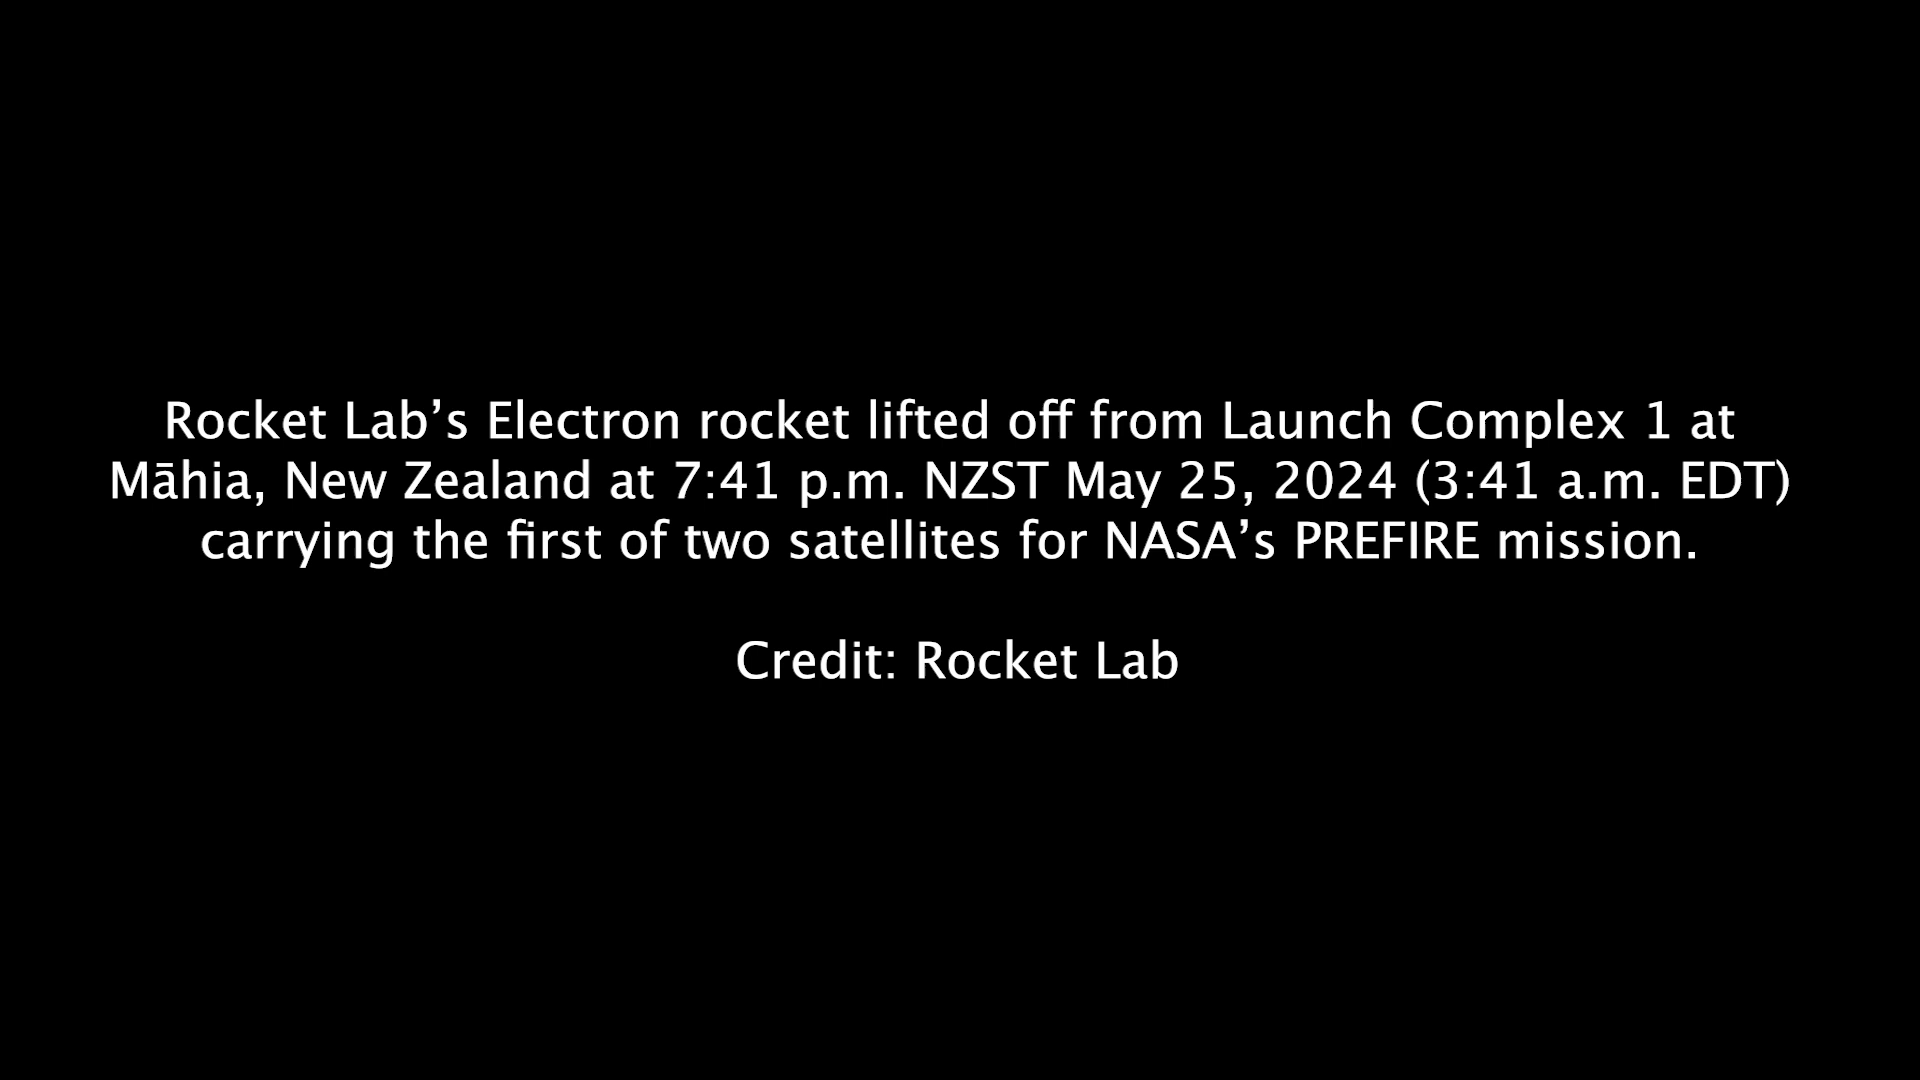 Rocket Lab’s Electron rocket lifted off from Launch Complex 1 at
Māhia, New Zealand at 7:41 p.m. NZST May 25, 2024 (3:41 a.m. EDT)
carrying the first of two satellites for NASA’s PREFIRE mission.
Credit: Rocket Lab